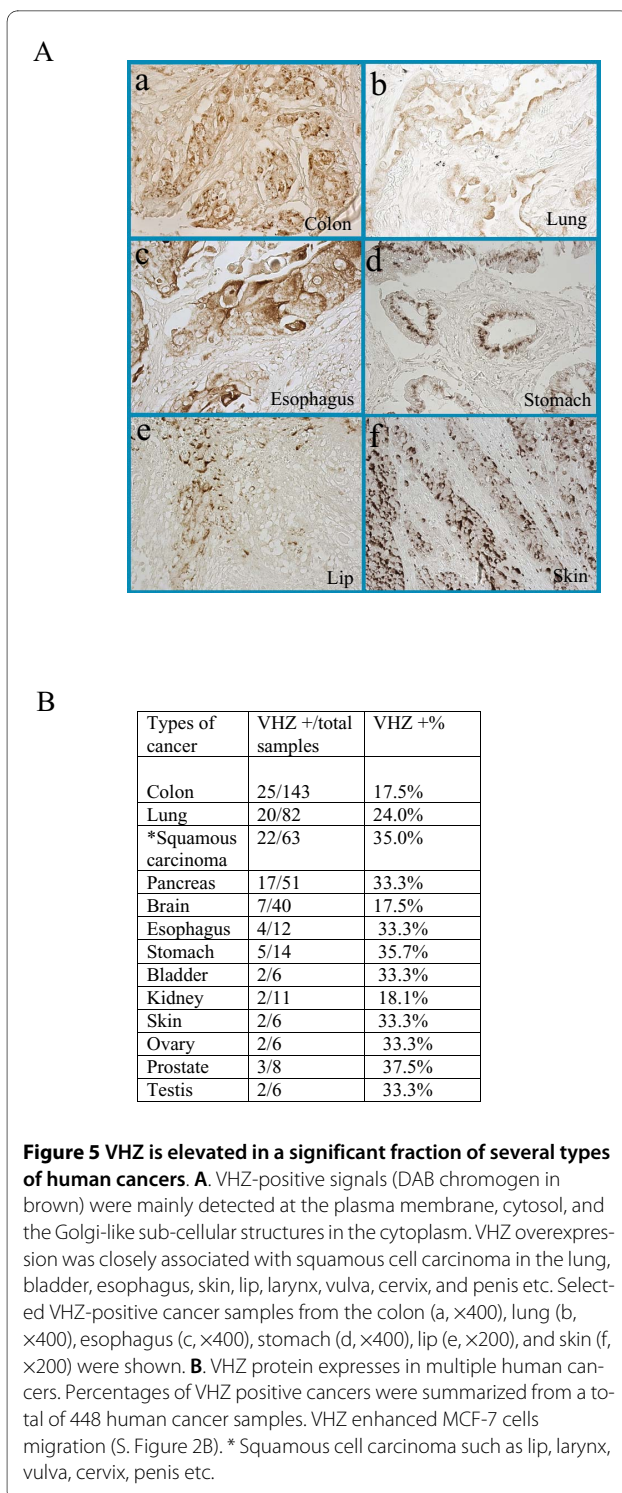 A
a
Colon
b
Lung
c
Esophagus
d
Stomach
e
Lip
f
Skin
B
Types of cancer VHZ +/total samples VHZ +%
Colon 25/143 17.5%
Lung 20/82 24.0%
*Squamous carcinoma 22/63 35.0%
Pancreas 17/51 33.3%
Brain 7/40 17.5%
Esophagus 4/12 33.3%
Stomach 5/14 35.7%
Bladder 2/6 33.3%
Kidney 2/11 18.1%
Skin 2/6 33.3%
Ovary 2/6 33.3%
Prostate 3/8 37.5%
Testis 2/6 33.3%
Figure 5 VHZ is elevated in a significant fraction of several types
of human cancers. A. VHZ-positive signals (DAB chromogen in
brown) were mainly detected at the plasma membrane, cytosol, and
the Golgi-like sub-cellular structures in the cytoplasm. VHZ overexpres-
sion was closely associated with squamous cell carcinoma in the lung,
bladder, esophagus, skin, lip, larynx, vulva, cervix, and penis etc. Select-
ed VHZ-positive cancer samples from the colon (a, ×400), lung (b,
×400), esophagus (c, ×400), stomach (d, ×400), lip (e, ×200), and skin (f,
×200) were shown. B. VHZ protein expresses in multiple human can-
cers. Percentages of VHZ positive cancers were summarized from a to-
tal of 448 human cancer samples. VHZ enhanced MCF-7 cells
migration (S. Figure 2B). * Squamous cell carcinoma such as lip, larynx,
vulva, cervix, penis etc.